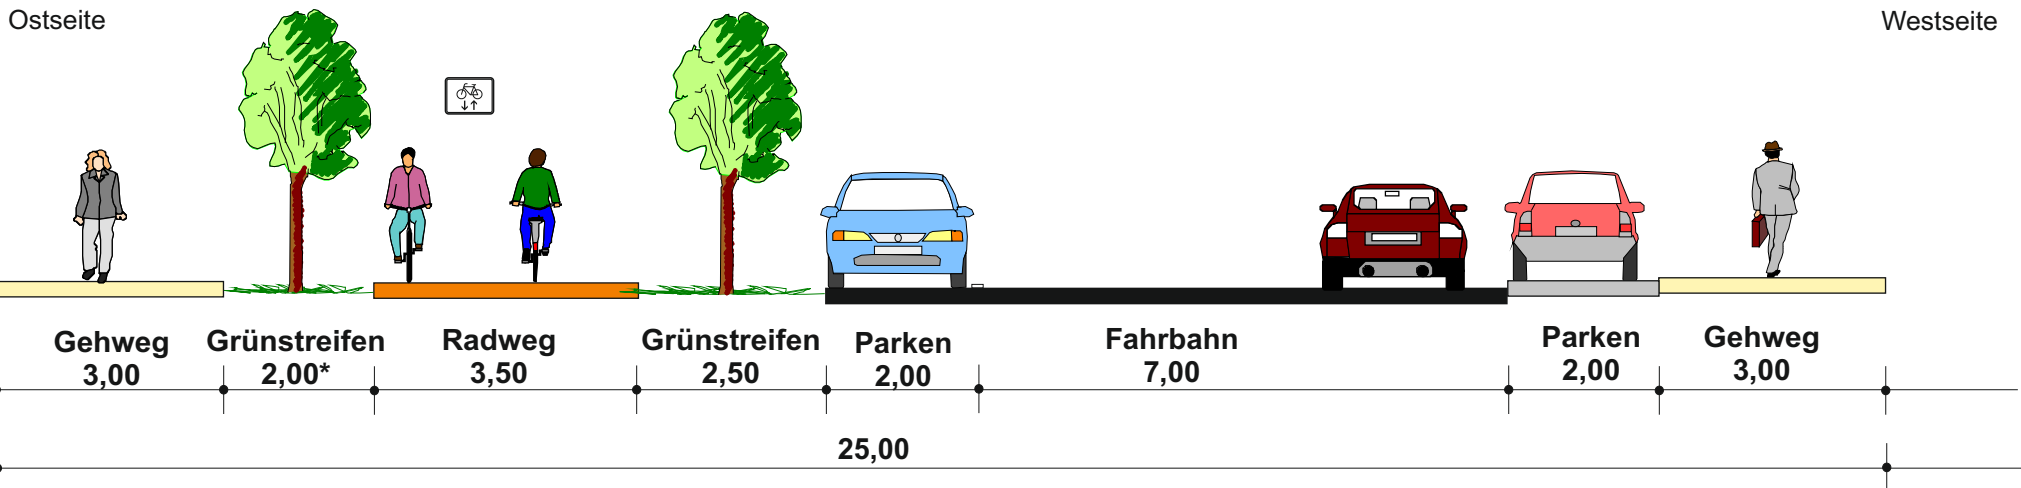 Ostseite
Westseite
Gehweg
3,00
Grünstreifen
2,00*
Radweg
3,50
Grünstreifen
2,50
Parken
2,00
Fahrbahn
7,00
Parken
2,00
Gehweg
3,00
25,00